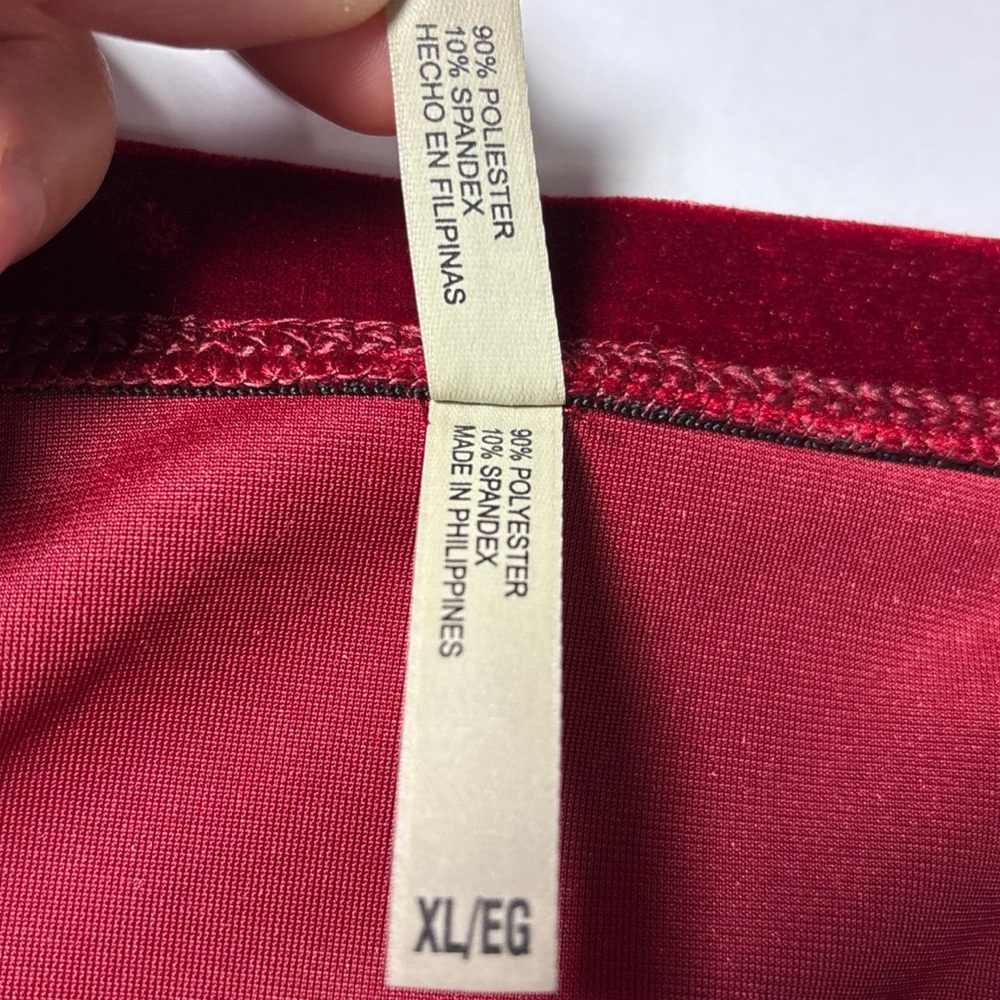 90% POLIESTER
10% SPANDEX
HECHO EN FILIPINAS
90% POLYESTER
10% SPANDEX
MADE IN PHILIPPINES
XL/EG